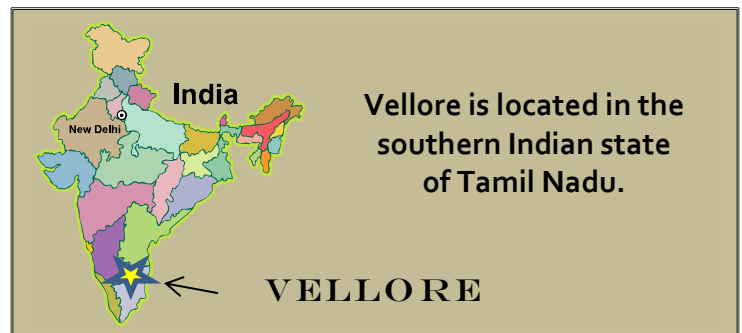 India
New Delhi
Vellore is located in the
southern Indian state
of Tamil Nadu.
VELLORE